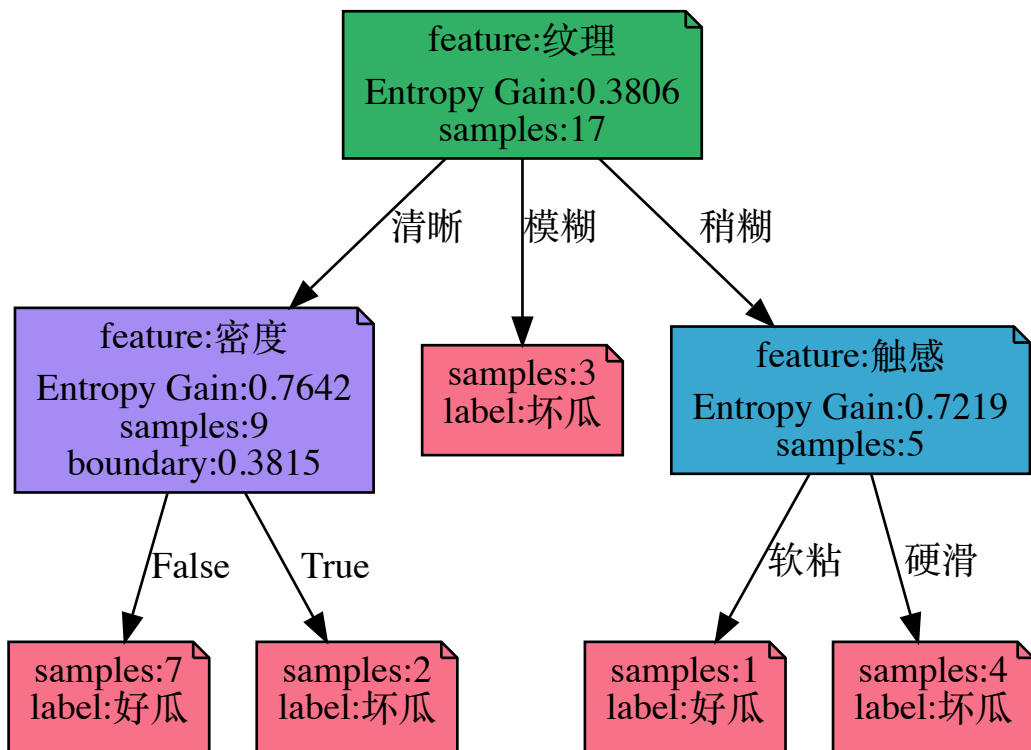 feature:纹理
Entropy Gain:0.3806
samples:17
清晰
模糊
稍糊
feature:密度
Entropy Gain:0.7642
samples:9
boundary:0.3815
samples:3
label:坏瓜
feature:触感
Entropy Gain:0.7219
samples:5
False
True
软粘
硬滑
samples:7
label:好瓜
samples:2
label:坏瓜
samples:1
label:好瓜
samples:4
label:坏瓜